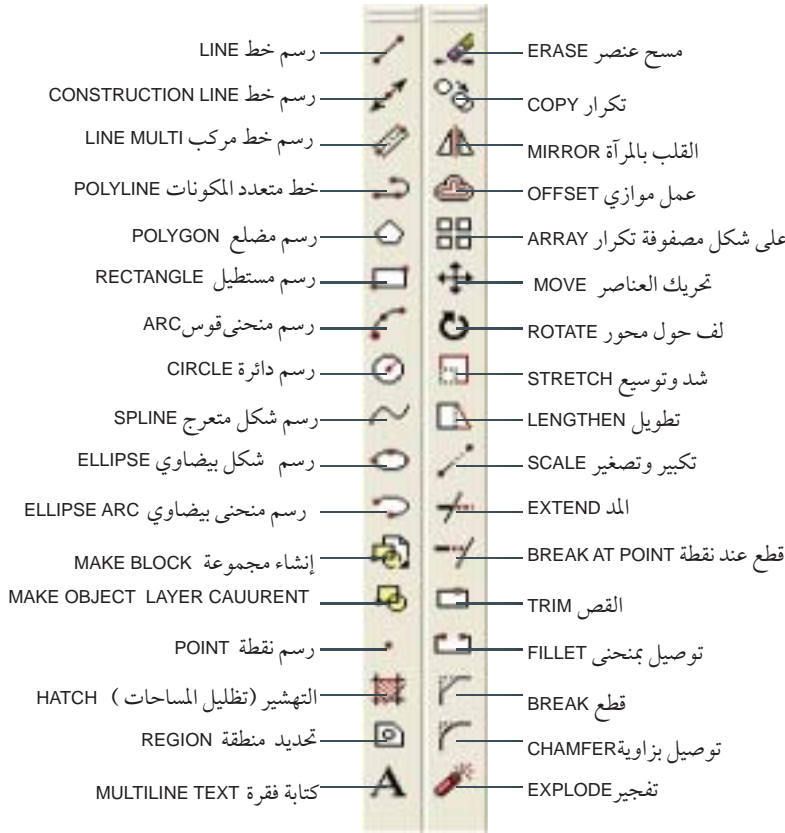 رسم خط LINE
رسم خط CONSTRUCTION LINE
رسم خط مركب LINE MULTI
خط متعدد المكونات POLYLINE
رسم مضلع POLYGON
رسم مستطيل RECTANGLE
رسم منحنى قوس ARC
رسم دائرة CIRCLE
رسم شكل متعرج SPLINE
رسم شكل بيضاوي ELLIPSE
رسم منحنى بيضاوي ELLIPSE ARC
إنشاء مجموعة MAKE BLOCK
MAKE OBJECT LAYER CAUURENT
رسم نقطة POINT
التهشير (تظليل المساحات) HATCH
تحديد منطقة REGION
كتابة فقرة MULTILINE TEXT
A
مسح عنصر ERASE
تكرار COPY
القلب بالمرآة MIRROR
عمل موازي OFFSET
على شكل مصفوفة تكرار ARRAY
تحريك العناصر MOVE
لف حول محور ROTATE
شد وتوسيع STRETCH
تطويل LENGTHEN
تكبير وتصغير SCALE
المد EXTEND
قطع عند نقطة BREAK AT POINT
القص TRIM
توصيل بمنحنى FILLET
قطع BREAK
توصيل بزاوية CHAMFER
تفجير EXPLODE